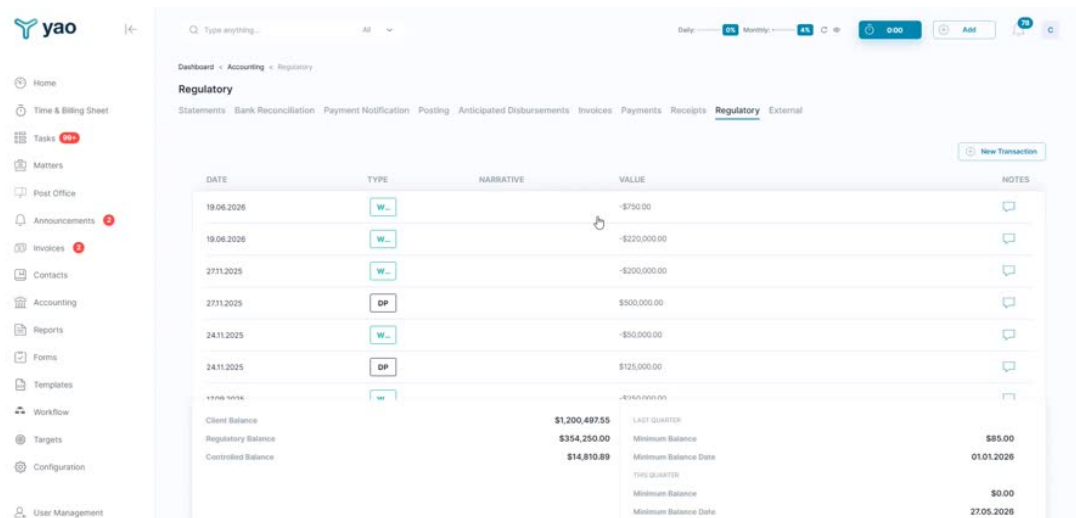 yao
Type anything...
All
Daily:
0%
Monthly:
4%
0:00
Add
78
C
Dashboard < Accounting < Regulatory
Regulatory
Statements Bank Reconciliation Payment Notification Posting Anticipated Disbursements Invoices Payments Receipts Regulatory External
Home
Time & Billing Sheet
Tasks 99+
Matters
Post Office
Announcements 2
Invoices 2
Contacts
Accounting
Reports
Forms
Templates
Workflow
Targets
Configuration
User Management
New Transaction
DATE TYPE NARRATIVE VALUE NOTES
19.06.2026 W... -$750.00
19.06.2026 W... -$220,000.00
27.11.2025 W... -$200,000.00
27.11.2025 DP $500,000.00
24.11.2025 W... -$50,000.00
24.11.2025 DP $125,000.00
17.09.2025 W... -$250,000.00
Client Balance $1,200,497.55
Regulatory Balance $354,250.00
Controlled Balance $14,810.89
LAST QUARTER
Minimum Balance $85.00
Minimum Balance Date 01.01.2026
THIS QUARTER
Minimum Balance $0.00
Minimum Balance Date 27.05.2026